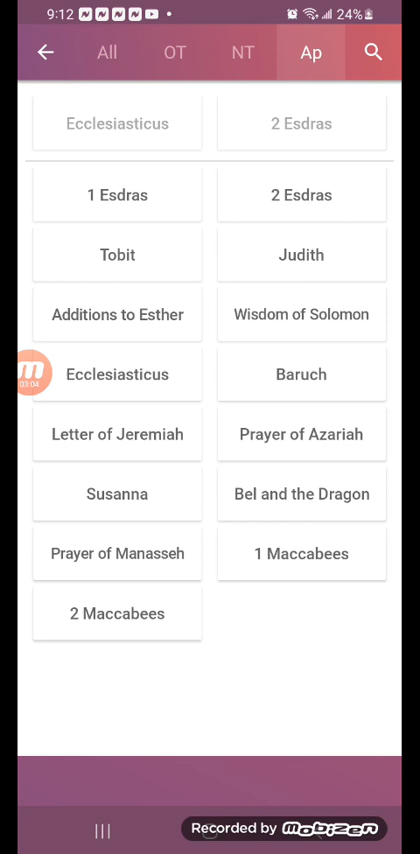 9:12 24%
All OT NT Ap
Ecclesiasticus 2 Esdras
1 Esdras 2 Esdras
Tobit Judith
Additions to Esther Wisdom of Solomon
Ecclesiasticus Baruch
03:04
Letter of Jeremiah Prayer of Azariah
Susanna Bel and the Dragon
Prayer of Manasseh 1 Maccabees
2 Maccabees
Recorded by mobizen